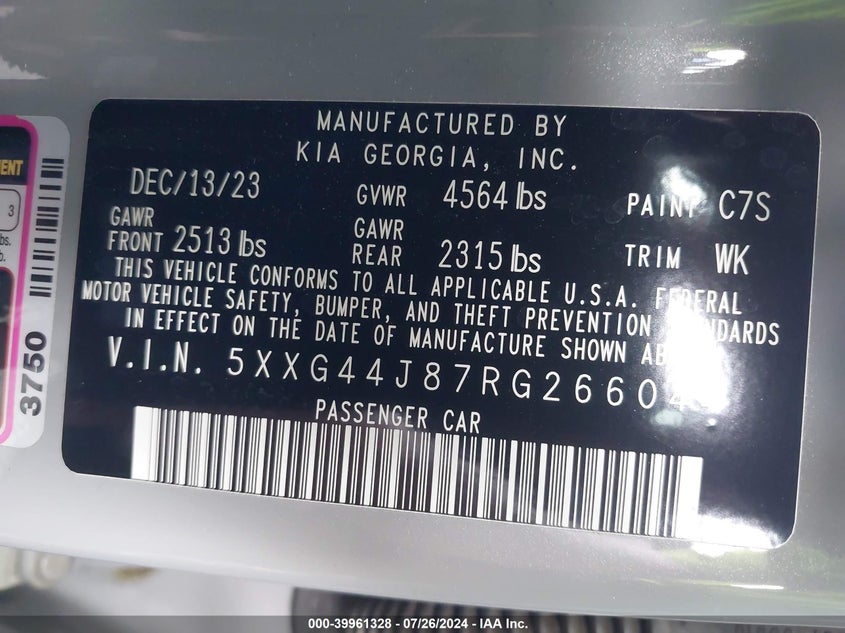 MANUFACTURED BY
KIA GEORGIA, INC.
DEC/13/23 GVWR 4564 lbs PAINT C7S
GAWR FRONT 2513 lbs GAWR REAR 2315 lbs TRIM WK
THIS VEHICLE CONFORMS TO ALL APPLICABLE U.S.A. FEDERAL
MOTOR VEHICLE SAFETY, BUMPER, AND THEFT PREVENTION STANDARDS
IN EFFECT ON THE DATE OF MANUFACTURE SHOWN
V.I.N.
PASSENGER CAR
3750
3
000-39961328 - 07/26/2024 - IAA Inc.